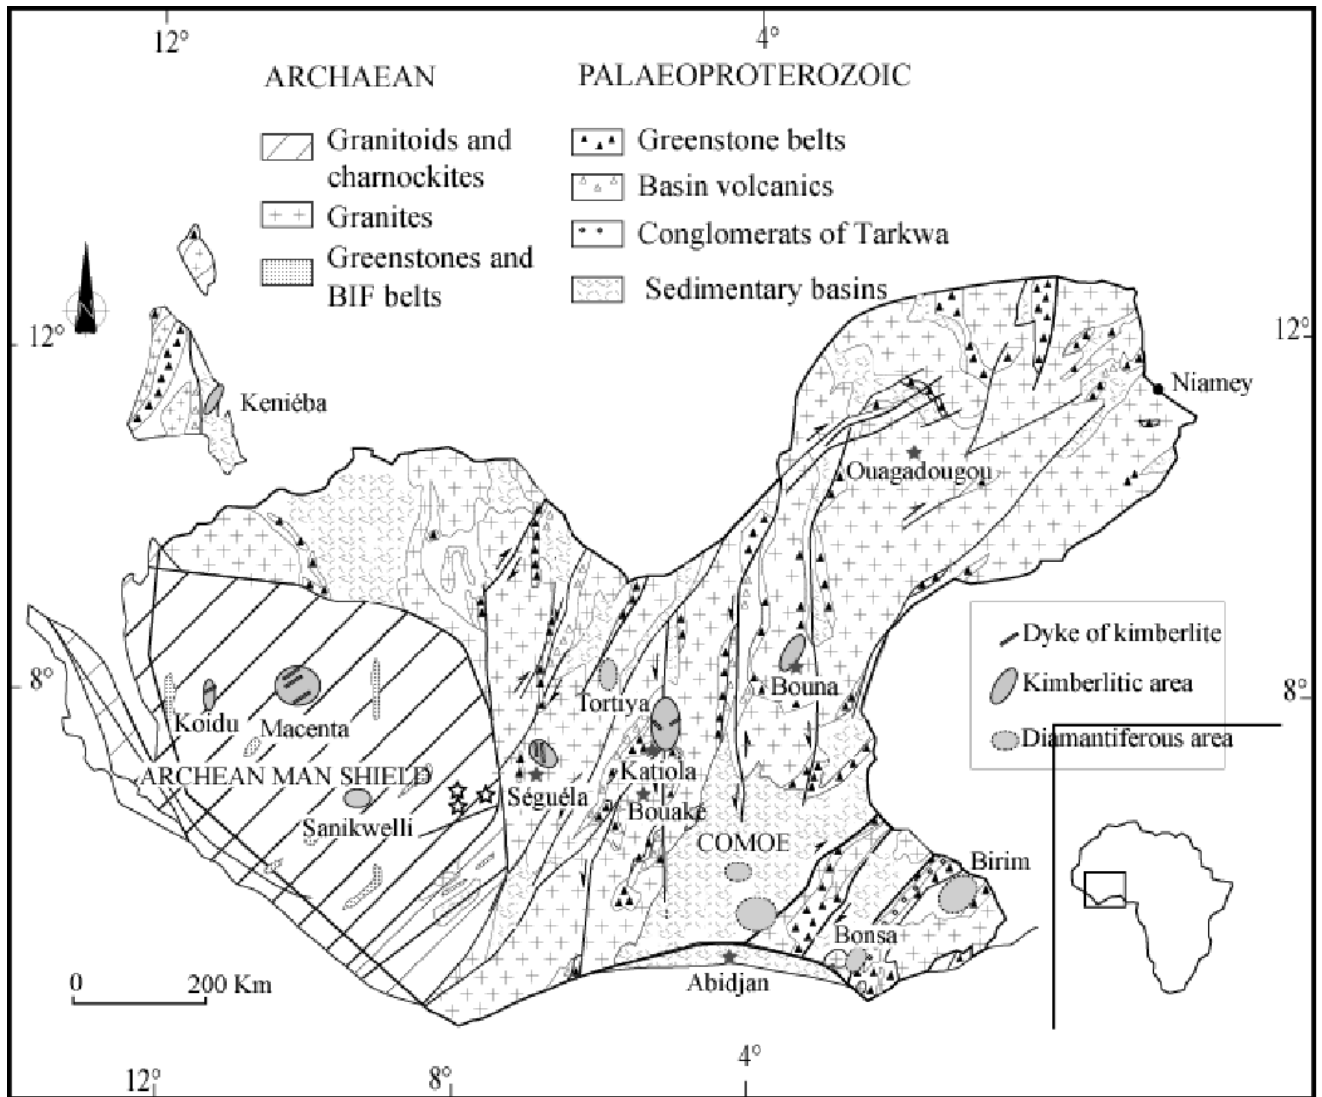 12° 4°
ARCHAEAN
Granitoids and
charnockites
Granites
Greenstones and
BIF belts
PALAEOPROTEROZOIC
Greenstone belts
Basin volcanics
Conglomerats of Tarkwa
Sedimentary basins
N
12° 12°
Keniéba
Niamey
Ouagadougou
Dyke of kimberlite
Kimberlitic area
Diamantiferous area
8° 8°
Bouna
Tortiya
Koidu
Macenta
ARCHEAN MAN SHIELD
Katiola
Séguéla
Bouaké
Sanikwelli
COMOE
Birim
Bonsa
Abidjan
0 200 Km
12° 8° 4°